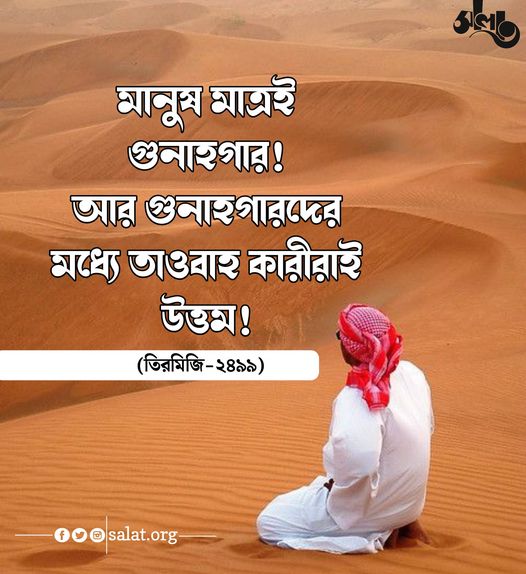 সালাত
মানুষ মাত্রই
গুনাহগার!
আর গুনাহগারদের
মধ্যে তাওবাহ কারীরাই
উত্তম!
(তিরমিজি-২৪৯৯)
salat.org